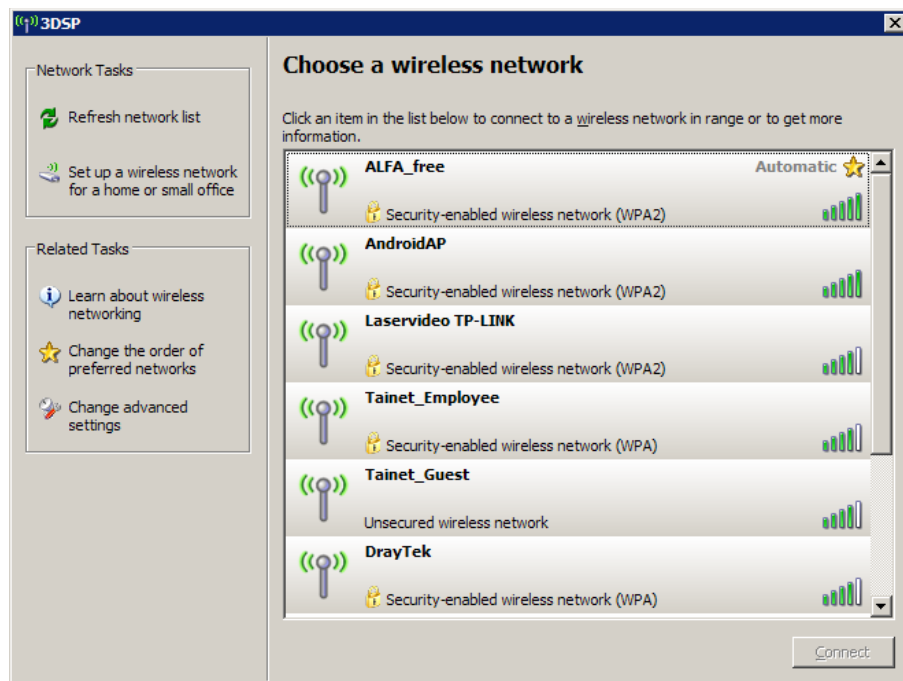 3DSP
Network Tasks
Refresh network list
Set up a wireless network
for a home or small office
Related Tasks
Learn about wireless
networking
Change the order of
preferred networks
Change advanced
settings
Choose a wireless network
Click an item in the list below to connect to a wireless network in range or to get more
information.
ALFA_free
Automatic
Security-enabled wireless network (WPA2)
AndroidAP
Security-enabled wireless network (WPA2)
Laservideo TP-LINK
Security-enabled wireless network (WPA2)
Tainet_Employee
Security-enabled wireless network (WPA)
Tainet_Guest
Unsecured wireless network
DrayTek
Security-enabled wireless network (WPA)
Connect